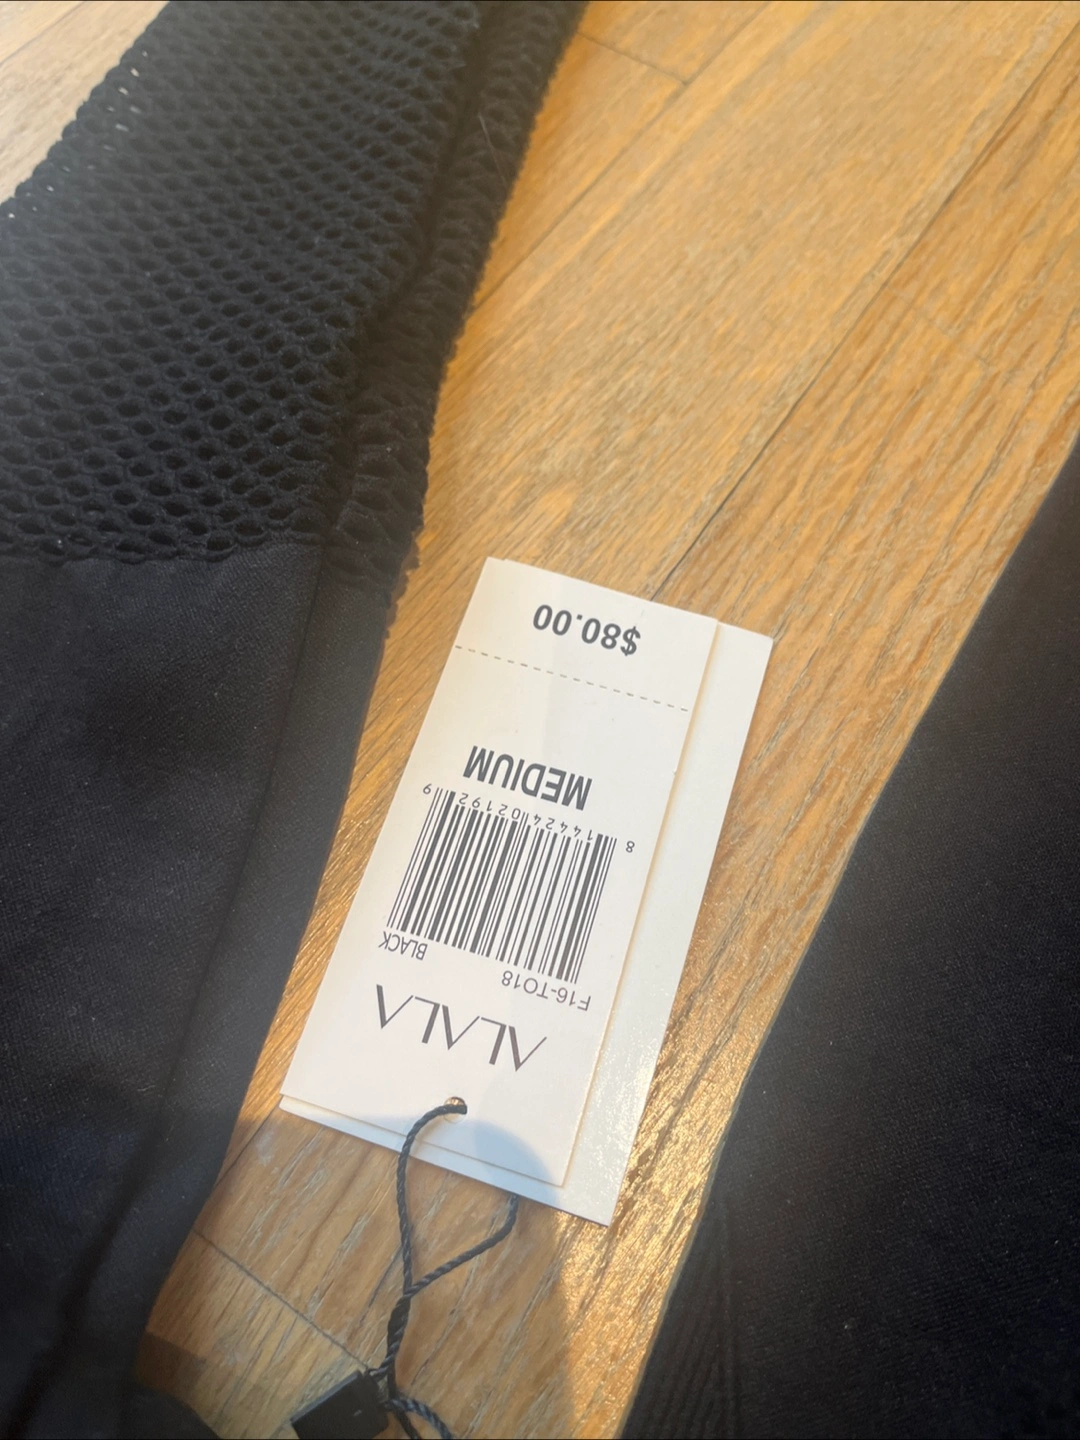 ALALA
F16-TO18 BLACK
8 14424 02192 9
MEDIUM
$80.00